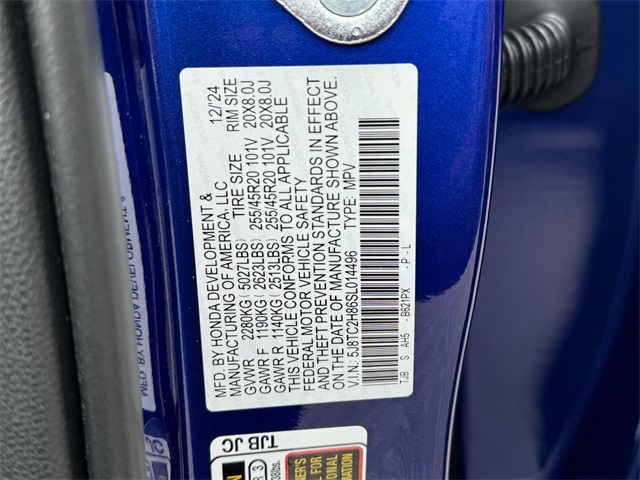 MFD. BY HONDA DEVELOPMENT & 12/24
MANUFACTURING OF AMERICA, LLC
TIRE SIZE RIM SIZE
GVWR 2280KG(5027LBS)
GAWR F 1190KG(2623LBS) 255/45R20 101V 20X8.0J
GAWR R 1140KG(2513LBS) 255/45R20 101V 20X8.0J
THIS VEHICLE CONFORMS TO ALL APPLICABLE
FEDERAL MOTOR VEHICLE SAFETY
AND THEFT PREVENTION STANDARDS IN EFFECT
ON THE DATE OF MANUFACTURE SHOWN ABOVE.
V.I.N.: 5J8TC2H86SL014496 TYPE: MPV
TJB S AH5 -B621PX -P-L
TJB JC